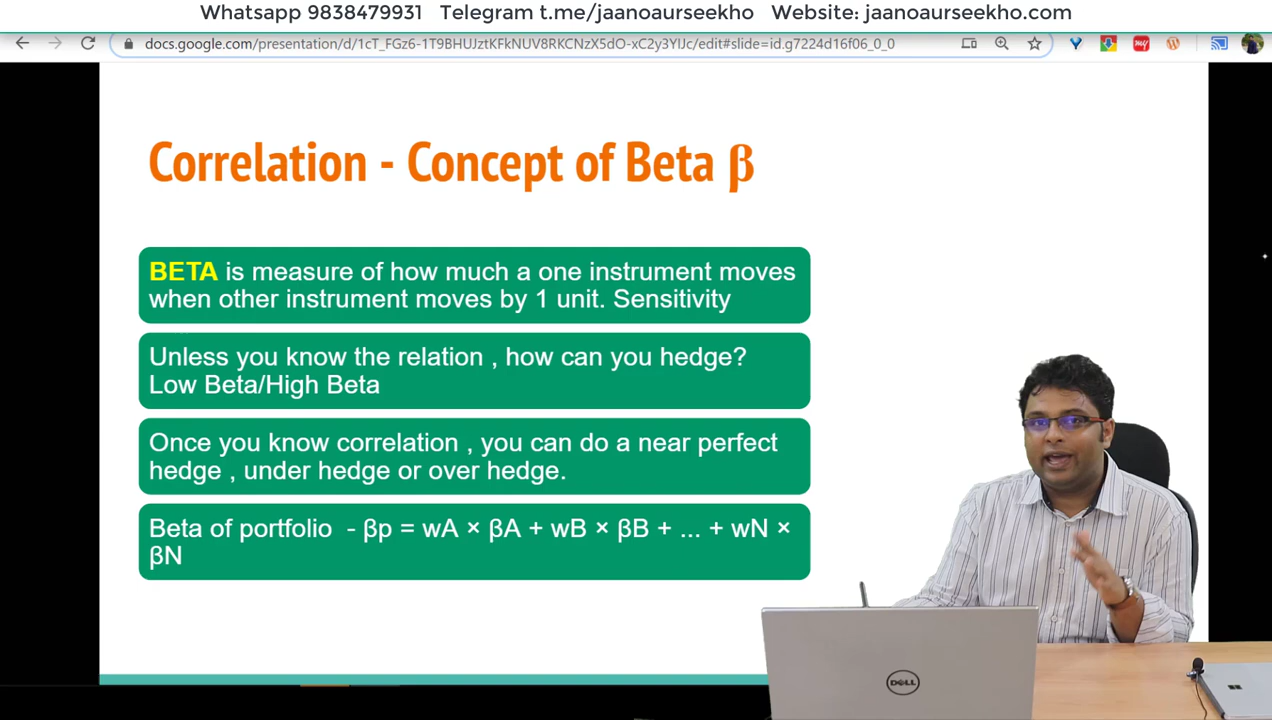 Whatsapp 9838479931 Telegram t.me/jaanoaurseekho Website: jaanoaurseekho.com
docs.google.com/presentation/d/1cT_FGz6-1T9BHUJztKFkNUV8RKCNzX5dO-xC2y3YIJc/edit#slide=id.g7224d16f06_0_0
Correlation - Concept of Beta β
BETA is measure of how much a one instrument moves
when other instrument moves by 1 unit. Sensitivity
Unless you know the relation , how can you hedge?
Low Beta/High Beta
Once you know correlation , you can do a near perfect
hedge , under hedge or over hedge.
Beta of portfolio - βp = wA × βA + wB × βB + ... + wN ×
βN
DELL